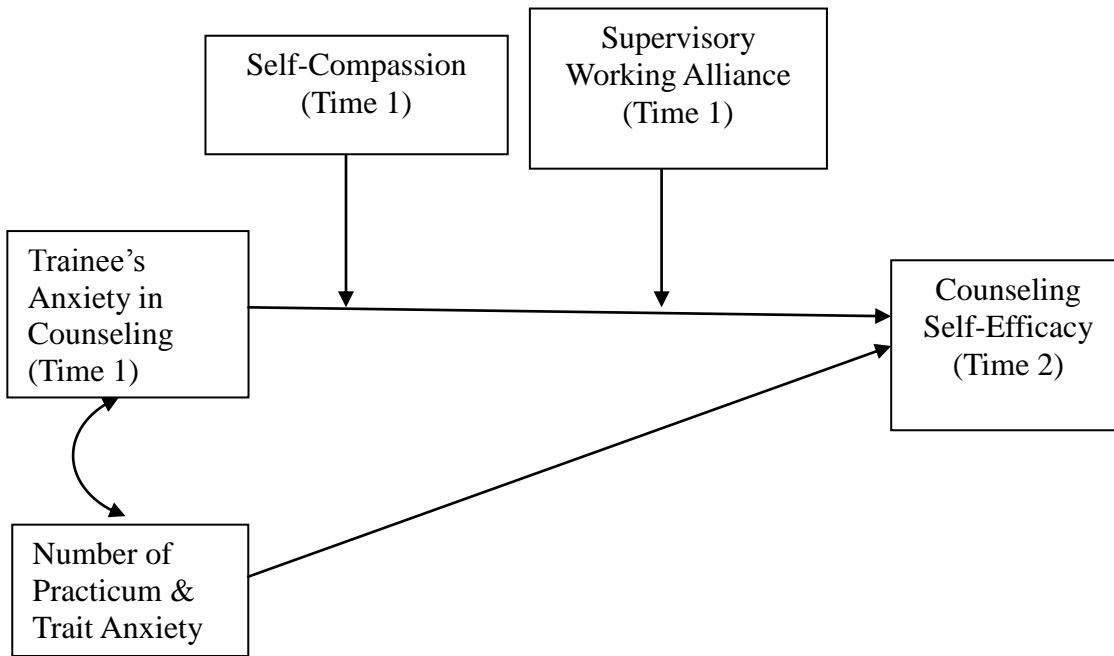 Self-Compassion
(Time 1)
Supervisory
Working Alliance
(Time 1)
Trainee’s
Anxiety in
Counseling
(Time 1)
Counseling
Self-Efficacy
(Time 2)
Number of
Practicum &
Trait Anxiety